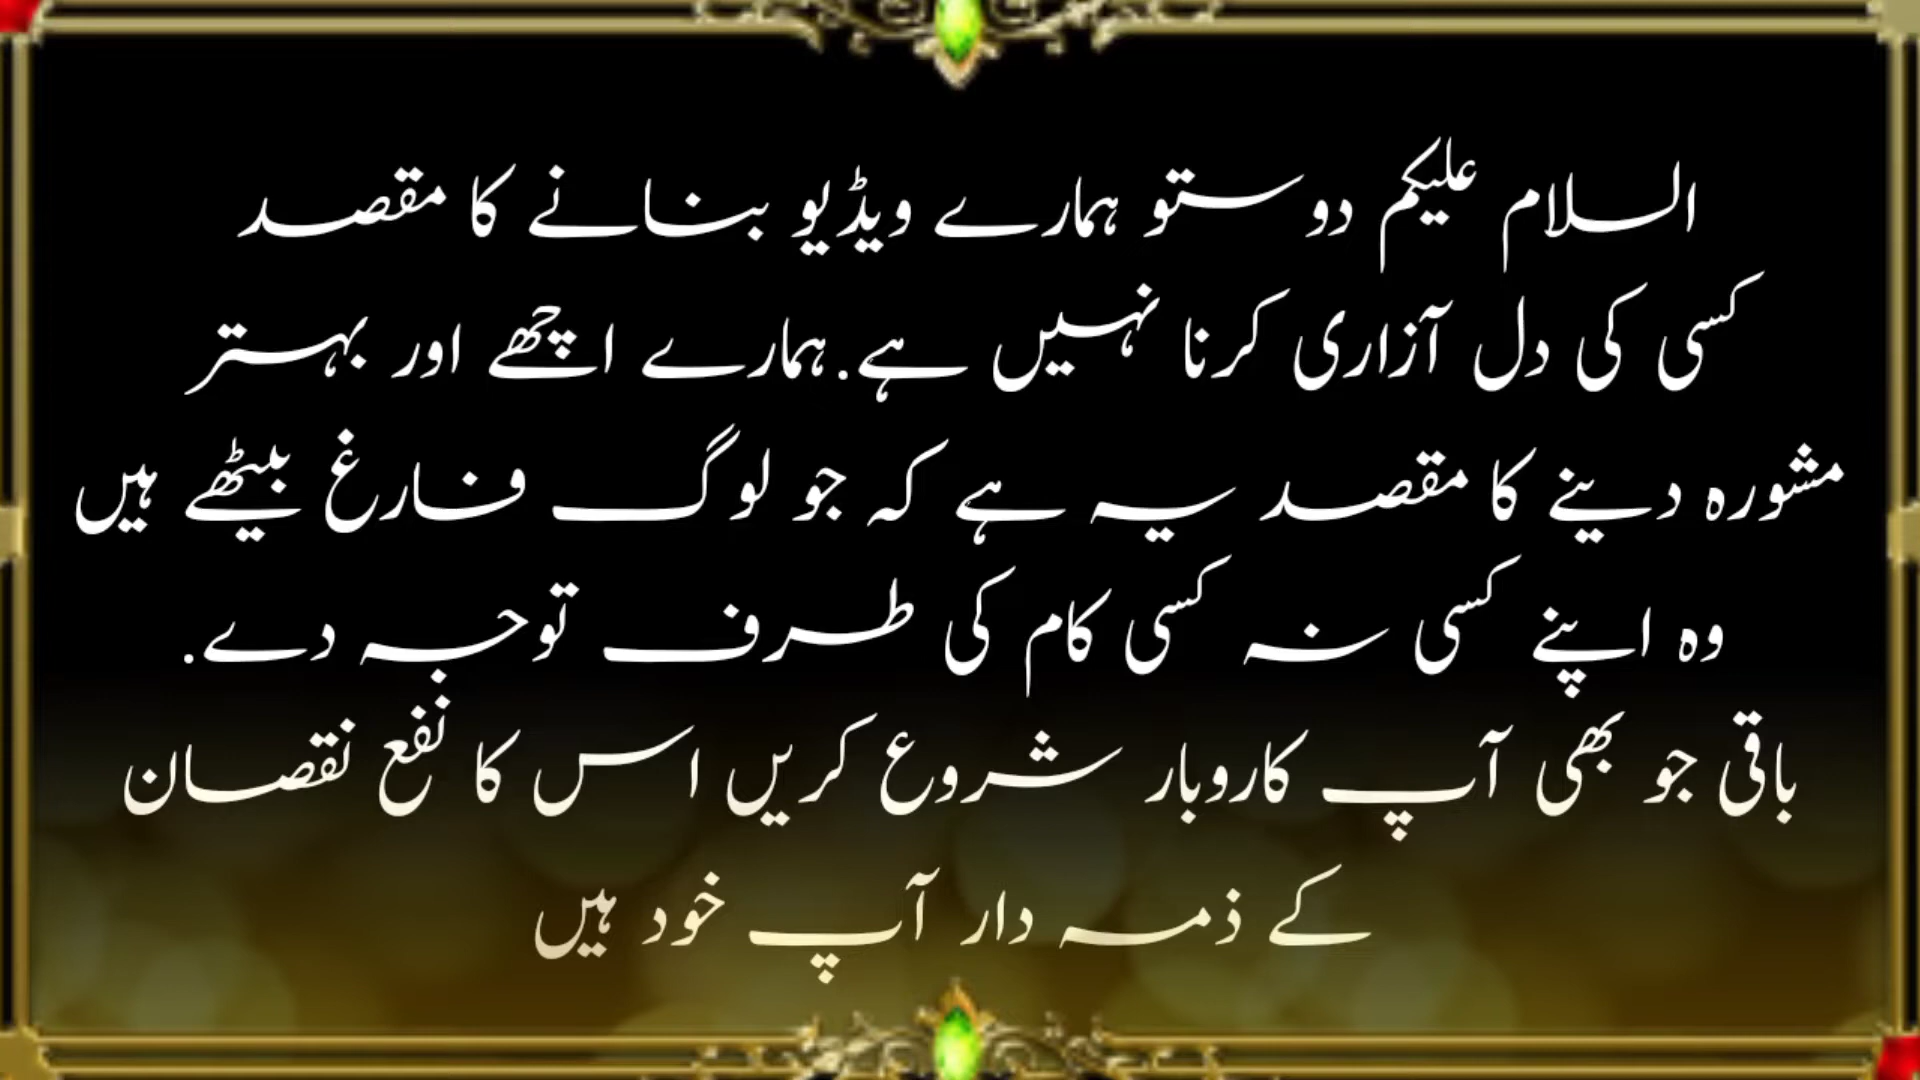 السلام علیکم دوستو ہمارے ویڈیو بنانے کا مقصد
کسی کی دل آزاری کرنا نہیں ہے.ہمارے اچھے اور بہتر
مشورہ دینے کا مقصد یہ ہے کہ جو لوگ فارغ بیٹھے ہیں
وہ اپنے کسی نہ کسی کام کی طرف توجہ دے.
باقی جو بھی آپ کاروبار شروع کریں اس کا نفع نقصان
کے ذمہ دار آپ خود ہیں